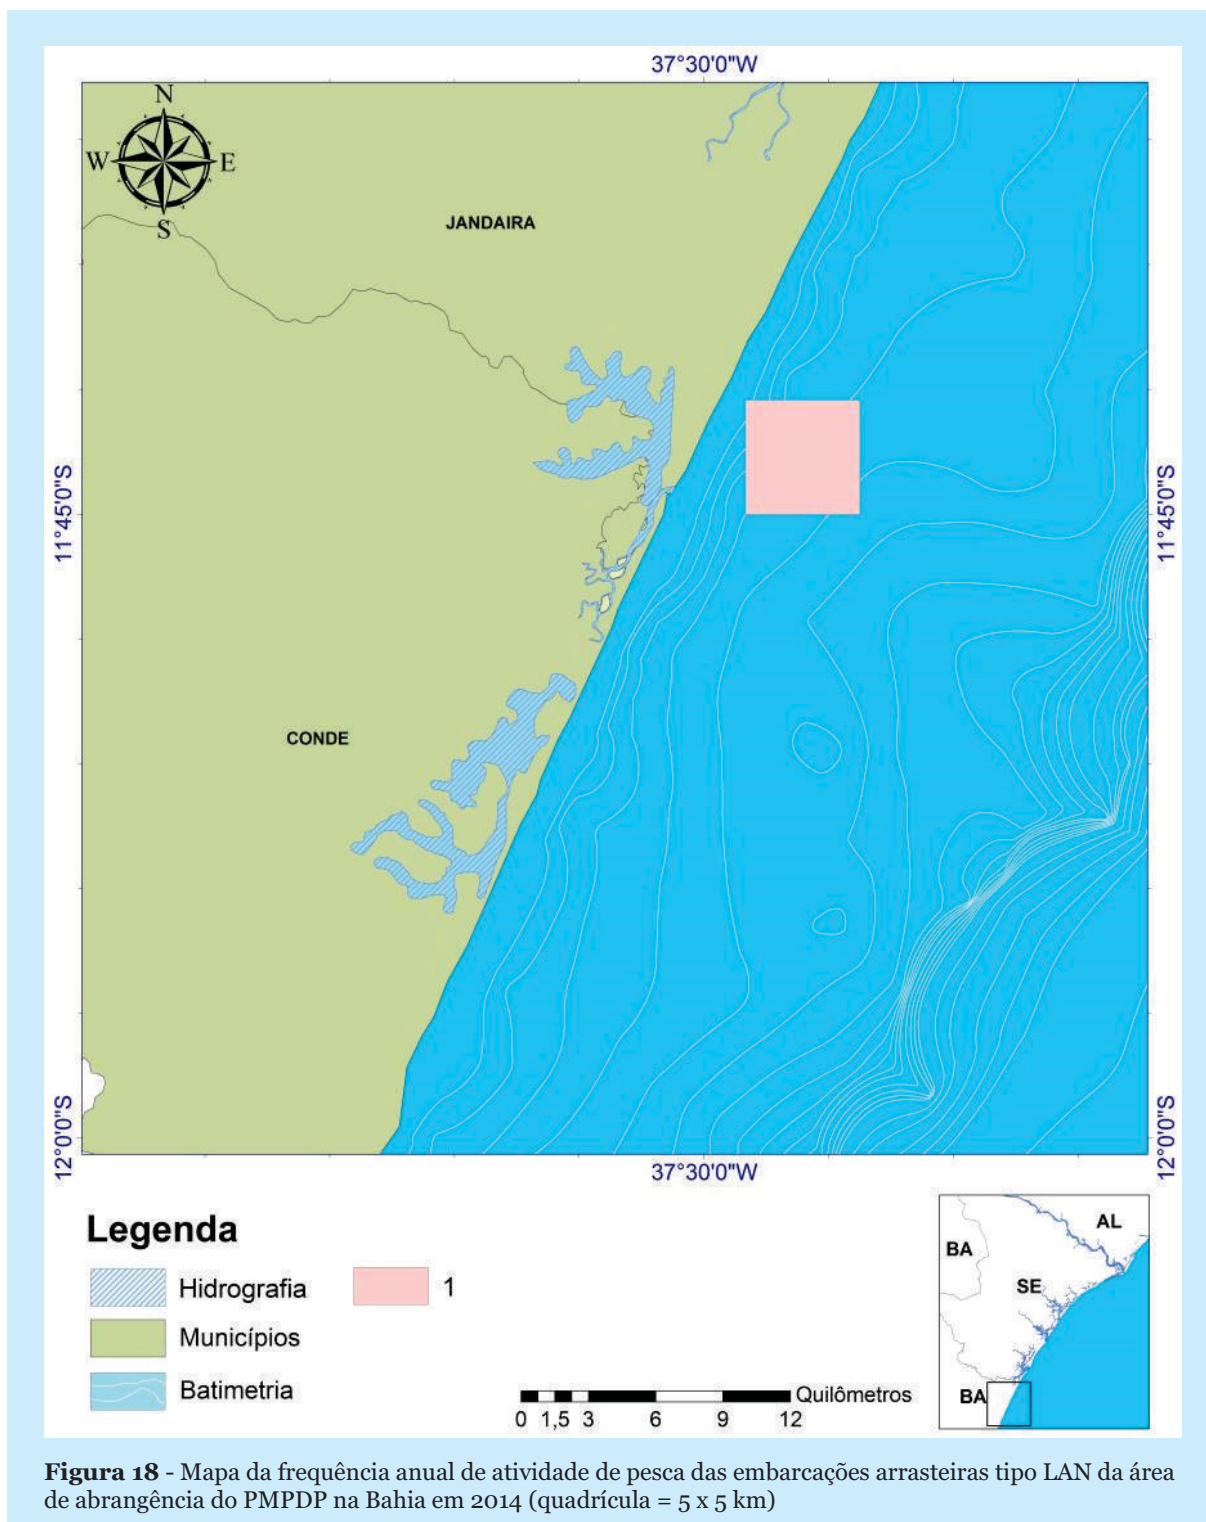 37°30'0"W
N
W E
S
JANDAIRA
11°45'0"S
11°45'0"S
CONDE
12°0'0"S
12°0'0"S
37°30'0"W
Legenda
Hidrografia
1
Municípios
Batimetria
Quilômetros
0 1,5 3 6 9 12
AL
BA
SE
BA
Figura 18 - Mapa da frequência anual de atividade de pesca das embarcações arrasteiras tipo LAN da área
de abrangência do PMPDP na Bahia em 2014 (quadrícula = 5 x 5 km)